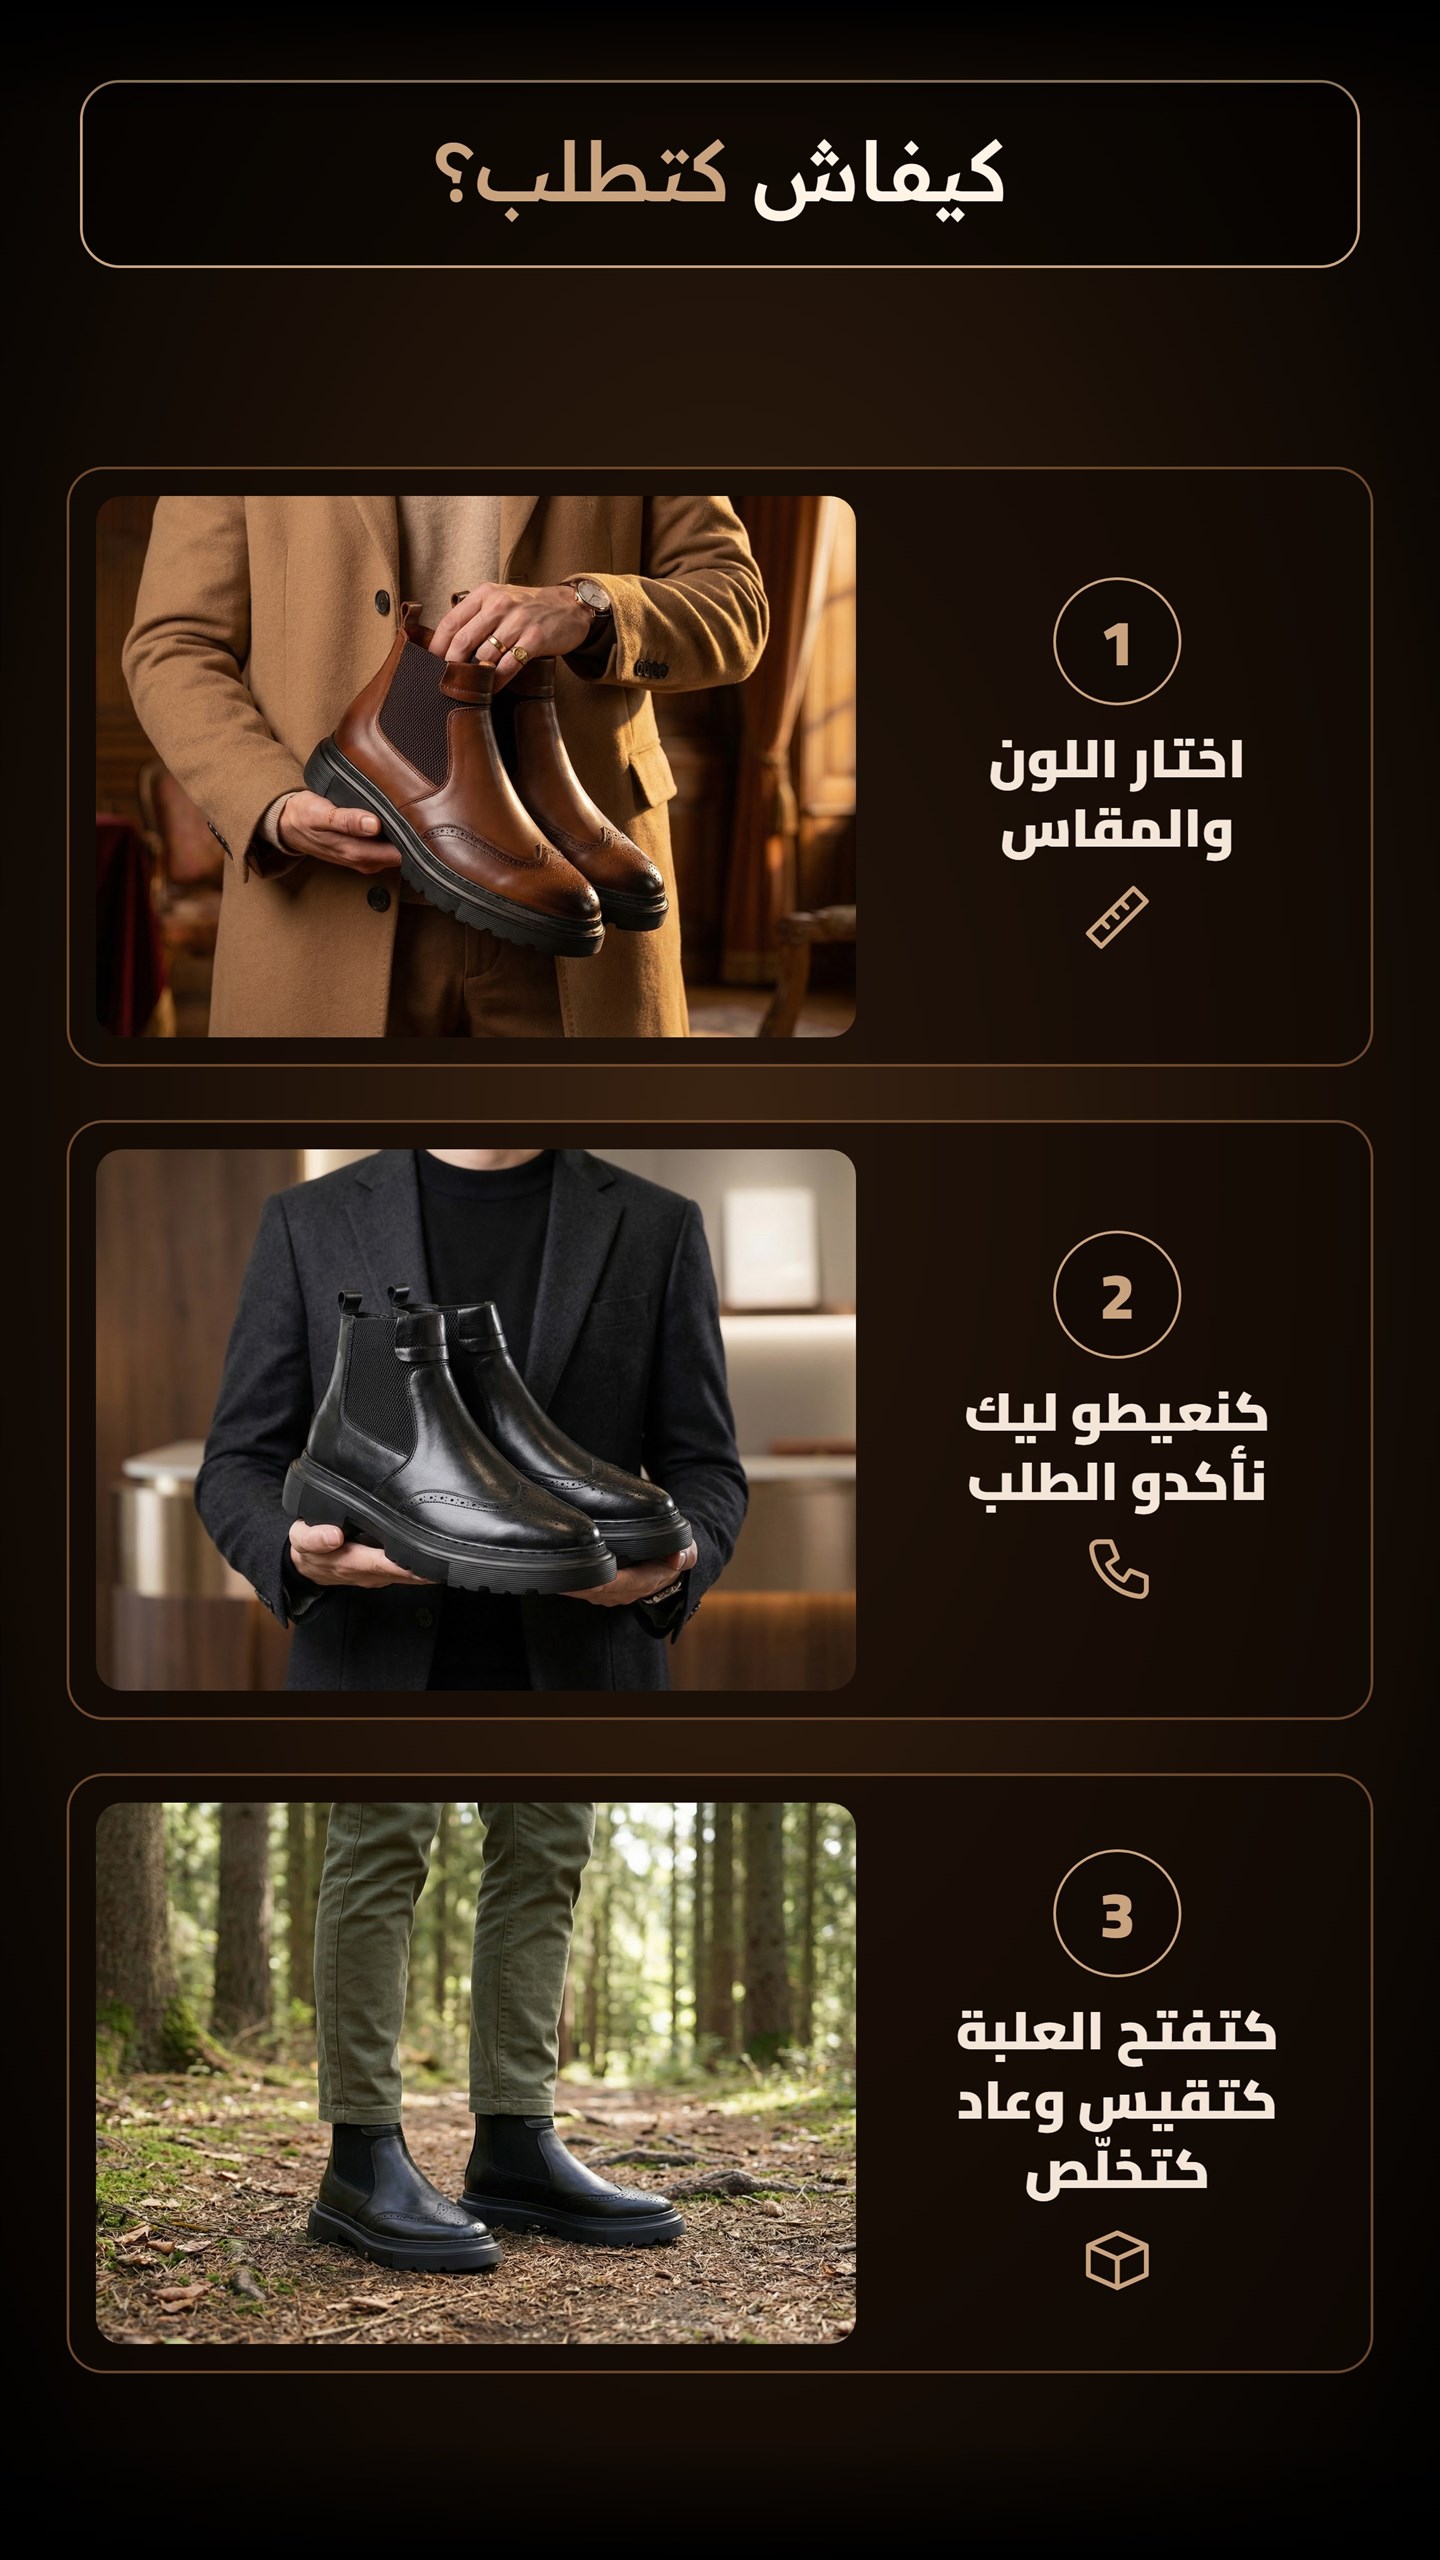 كيفاش كتطلب؟
1
اختار اللون
والمقاس
2
كنعيطو ليك
نأكدو الطلب
3
كتفتح العلبة
كتقيس وعاد
كتخلّص